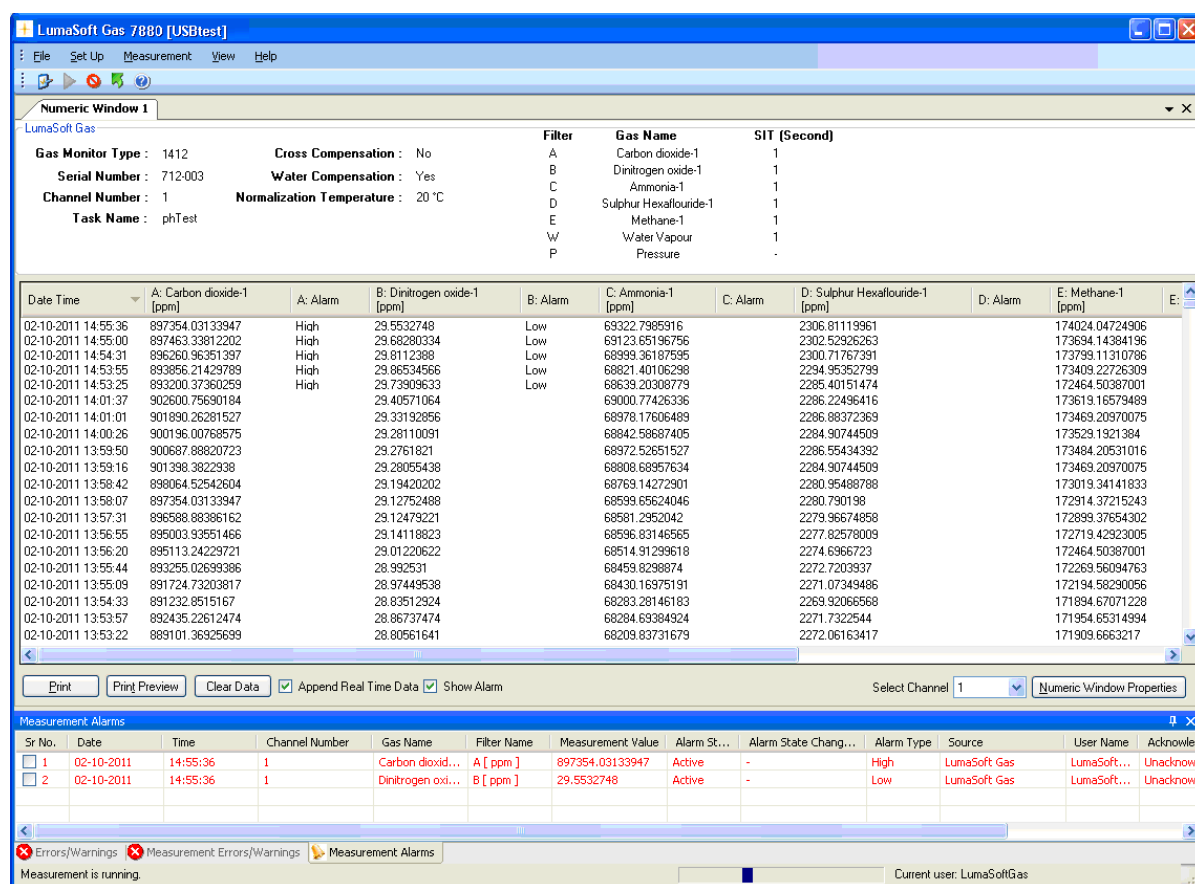 LumaSoft Gas 7880 [USBtest]
File Set Up Measurement View Help
Numeric Window 1
LumaSoft Gas
Gas Monitor Type : 1412 Cross Compensation : No
Serial Number : 712-003 Water Compensation : Yes
Channel Number : 1 Normalization Temperature : 20 °C
Task Name : phTest
Filter Gas Name SIT (Second)
A Carbon dioxide-1 1
B Dinitrogen oxide-1 1
C Ammonia-1 1
D Sulphur Hexaflouride-1 1
E Methane-1 1
W Water Vapour 1
P Pressure -
Date Time A: Carbon dioxide-1 [ppm] A: Alarm B: Dinitrogen oxide-1 [ppm] B: Alarm C: Ammonia-1 [ppm] C: Alarm D: Sulphur Hexaflouride-1 [ppm] D: Alarm E: Methane-1 [ppm] E:
02-10-2011 14:55:36 897354.03133947 High 29.5532748 Low 69322.7985916 2306.81119961 174024.04724906
02-10-2011 14:55:00 897463.33812202 High 29.68280334 Low 69123.65196756 2302.52926263 173694.14384196
02-10-2011 14:54:31 896260.96351397 High 29.8112388 Low 68999.36187595 2300.71767391 173799.11310786
02-10-2011 14:53:55 893856.21429789 High 29.86534566 Low 68821.40106298 2294.95352799 173409.22726309
02-10-2011 14:53:25 893200.37360259 High 29.73909633 Low 68639.20308779 2285.40151474 172464.50387001
02-10-2011 14:01:37 902600.75690184 29.40571064 69000.77426336 2286.22496416 173619.16579489
02-10-2011 14:01:01 901890.26281527 29.33192856 68978.17606489 2286.88372369 173469.20970075
02-10-2011 14:00:26 900196.00768575 29.28110091 68842.58687405 2284.90744509 173529.1921384
02-10-2011 13:59:50 900687.88820723 29.2761821 68972.52651527 2286.55434392 173484.20531016
02-10-2011 13:59:16 901398.3822938 29.28055438 68808.68957634 2284.90744509 173469.20970075
02-10-2011 13:58:42 898064.52542604 29.19420202 68769.14272901 2280.95488788 173019.34141833
02-10-2011 13:58:07 897354.03133947 29.12752488 68599.65624046 2280.790198 172914.37215243
02-10-2011 13:57:31 896588.88386162 29.12479221 68581.2952042 2279.96674858 172899.37654302
02-10-2011 13:56:55 895003.93551466 29.14118823 68596.83146565 2277.82578009 172719.42923005
02-10-2011 13:56:20 895113.24229721 29.01220622 68514.91299618 2274.6966723 172464.50387001
02-10-2011 13:55:44 893255.02699386 28.992531 68459.8298874 2272.7203937 172269.56094763
02-10-2011 13:55:09 891724.73203817 28.97449538 68430.16975191 2271.07349486 172194.58290056
02-10-2011 13:54:33 891232.8515167 28.83512924 68283.28146183 2269.92066568 171894.67071228
02-10-2011 13:53:57 892435.22612474 28.86737474 68284.69384924 2271.7322544 171954.65314994
02-10-2011 13:53:22 889101.36925699 28.80561641 68209.83731679 2272.06163417 171909.6663217
Print Print Preview Clear Data Append Real Time Data Show Alarm Select Channel 1 Numeric Window Properties
Measurement Alarms
Sr No. Date Time Channel Number Gas Name Filter Name Measurement Value Alarm St... Alarm State Chang... Alarm Type Source User Name Acknowle
1 02-10-2011 14:55:36 1 Carbon dioxid... A [ ppm ] 897354.03133947 Active - High LumaSoft Gas LumaSoft... Unacknow
2 02-10-2011 14:55:36 1 Dinitrogen oxi... B [ ppm ] 29.5532748 Active - Low LumaSoft Gas LumaSoft... Unacknow
Errors/Warnings Measurement Errors/Warnings Measurement Alarms
Measurement is running. Current user: LumaSoftGas